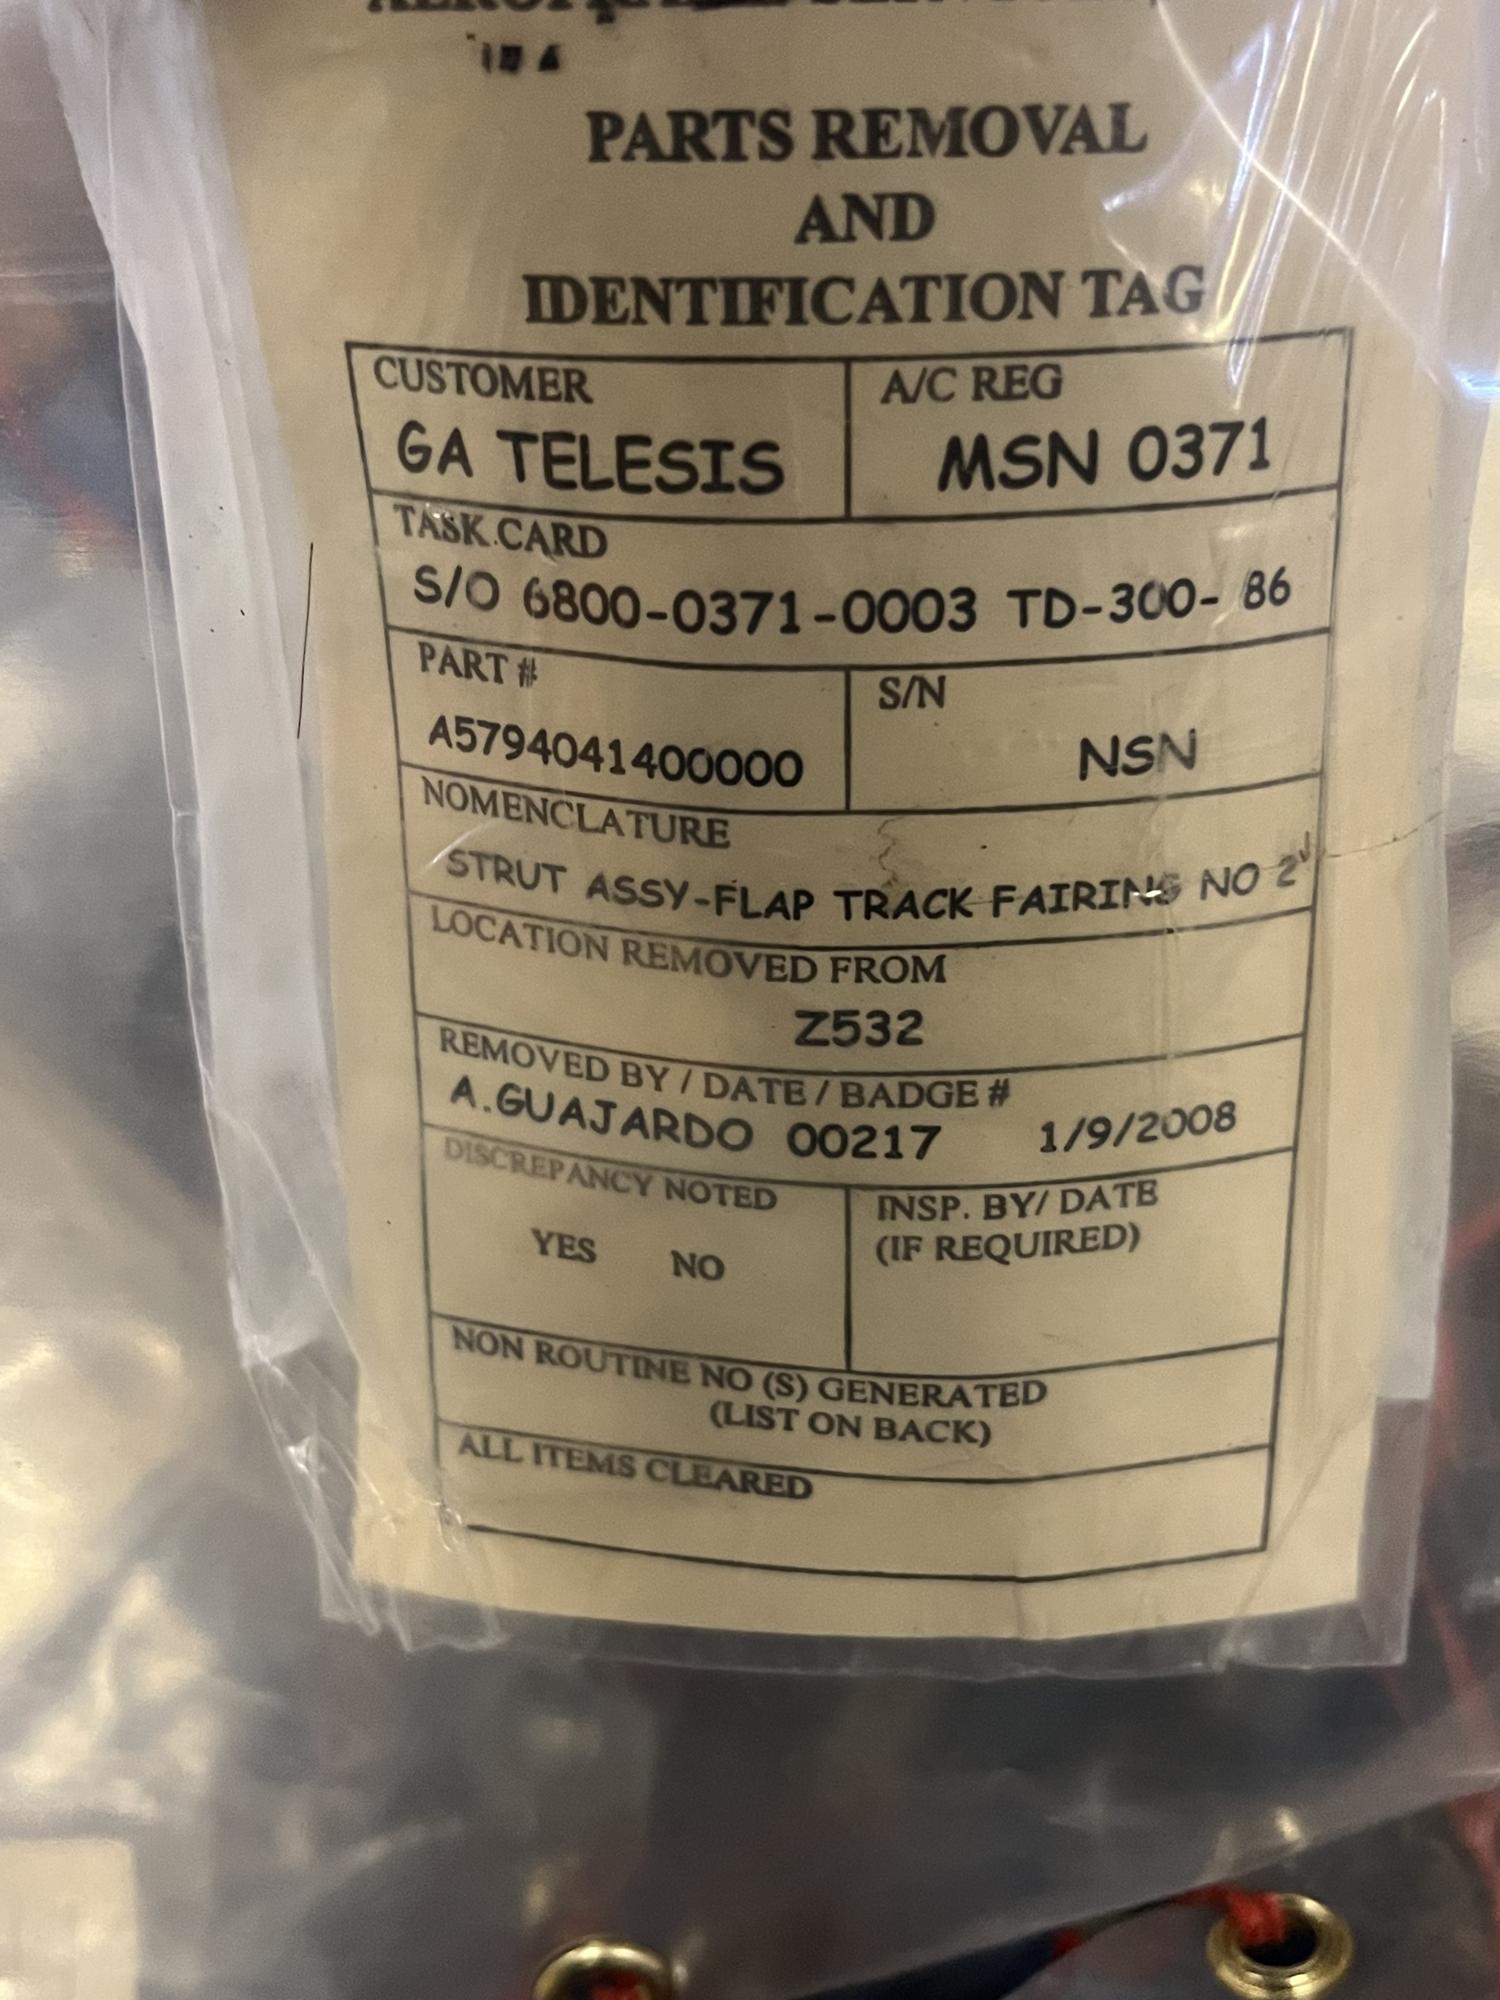 PARTS REMOVAL
AND
IDENTIFICATION TAG
CUSTOMER
GA TELESIS
A/C REG
MSN 0371
TASK CARD
S/O 6800-0371-0003 TD-300- 86
PART #
A5794041400000
S/N
NSN
NOMENCLATURE
STRUT ASSY-FLAP TRACK FAIRING NO 2
LOCATION REMOVED FROM
Z532
REMOVED BY / DATE / BADGE #
A.GUAJARDO 00217 1/9/2008
DISCREPANCY NOTED
YES NO
INSP. BY/ DATE
(IF REQUIRED)
NON ROUTINE NO (S) GENERATED
(LIST ON BACK)
ALL ITEMS CLEARED